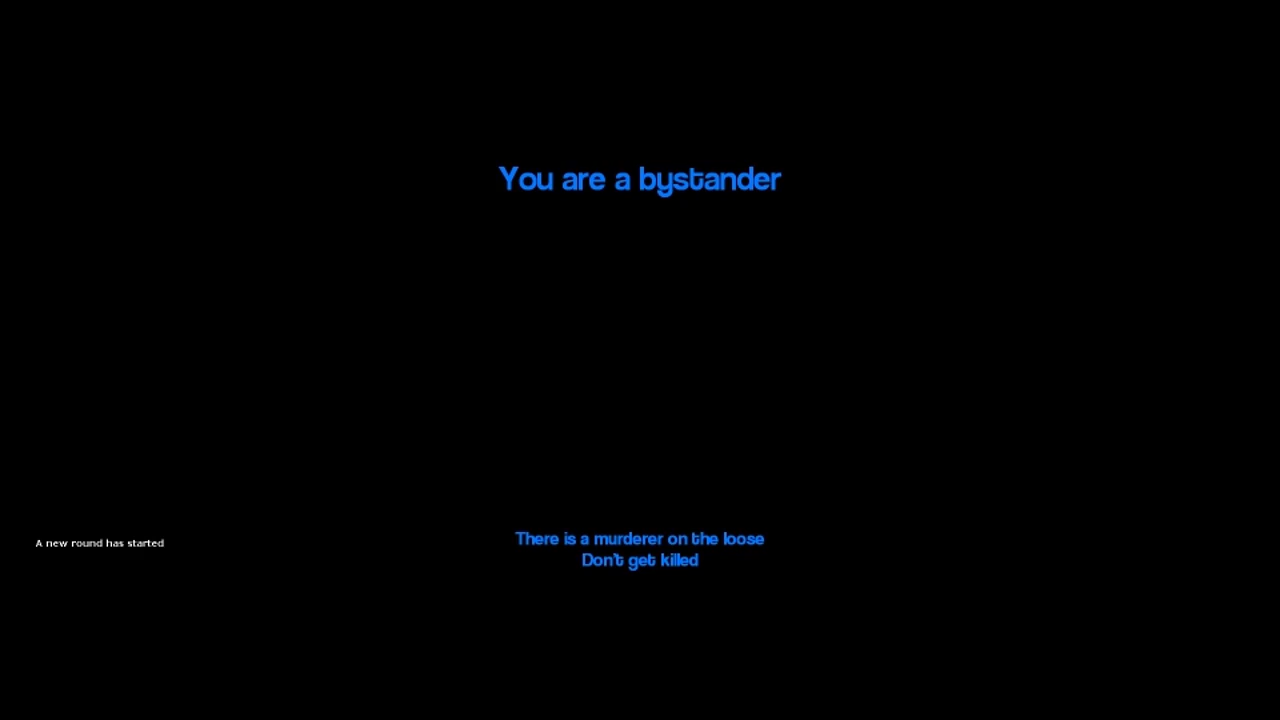 You are a bystander
There is a murderer on the loose
Don't get killed
A new round has started